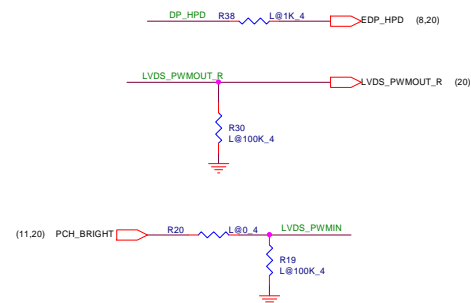 DP_HPD R38 L@1K_4 EDP_HPD (8,20)
LVDS_PWMOUT_R LVDS_PWMOUT_R (20)
R30
L@100K_4
(11,20) PCH_BRIGHT R20 L@0_4 LVDS_PWMIN
R19
L@100K_4